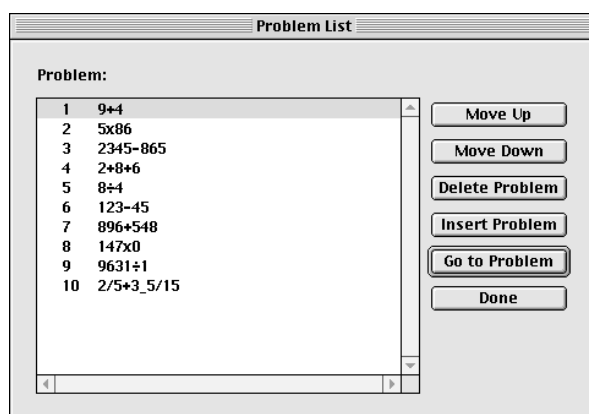 Problem List
Problem:
1 9+4
2 5x86
3 2345-865
4 2+8+6
5 8÷4
6 123-45
7 896+548
8 147x0
9 9631÷1
10 2/5+3_5/15
Move Up
Move Down
Delete Problem
Insert Problem
Go to Problem
Done